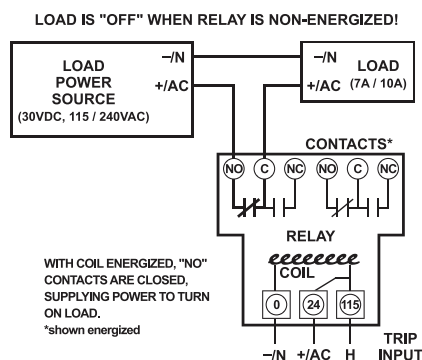 LOAD IS "OFF" WHEN RELAY IS NON-ENERGIZED!
LOAD
POWER
SOURCE
(30VDC, 115 / 240VAC)
–/N
+/AC
–/N
+/AC
LOAD
(7A / 10A)
CONTACTS*
NO C NC NO C NC
RELAY
COIL
WITH COIL ENERGIZED, "NO"
CONTACTS ARE CLOSED,
SUPPLYING POWER TO TURN
ON LOAD.
*shown energized
0 24 115
–/N +/AC H
TRIP
INPUT